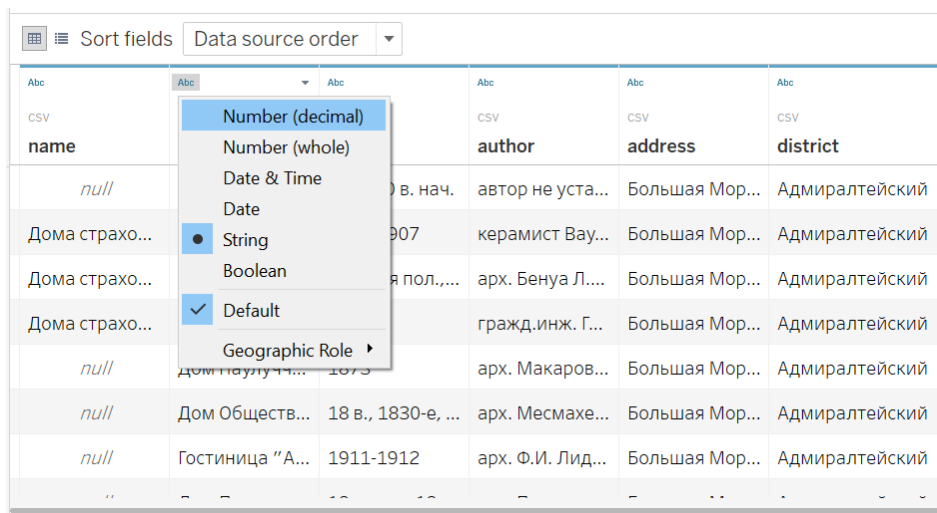 Sort fields Data source order
Abc Abc Abc Abc Abc Abc
CSV CSV CSV CSV
name author address district
Number (decimal)
Number (whole)
Date & Time
Date
String
Boolean
Default
Geographic Role
null в. нач. автор не уста... Большая Мор... Адмиралтейский
Дома страхо... 907 керамист Вау... Большая Мор... Адмиралтейский
Дома страхо... я пол.,... арх. Бенуа Л.... Большая Мор... Адмиралтейский
Дома страхо... гражд.инж. Г... Большая Мор... Адмиралтейский
null 1873 арх. Макаров... Большая Мор... Адмиралтейский
null Дом Обществ... 18 в., 1830-е, ... арх. Месмахе... Большая Мор... Адмиралтейский
null Гостиница "А... 1911-1912 арх. Ф.И. Лид... Большая Мор... Адмиралтейский